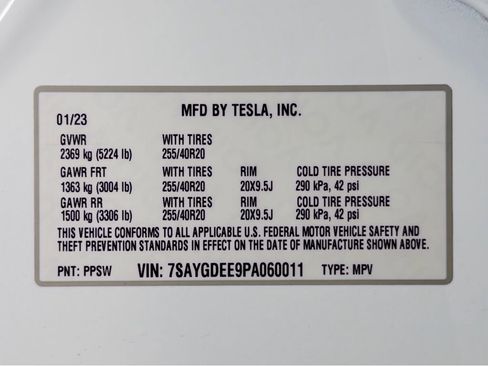 01/23 MFD BY TESLA, INC.
GVWR WITH TIRES
2369 kg (5224 lb) 255/40R20
GAWR FRT WITH TIRES RIM COLD TIRE PRESSURE
1363 kg (3004 lb) 255/40R20 20X9.5J 290 kPa, 42 psi
GAWR RR WITH TIRES RIM COLD TIRE PRESSURE
1500 kg (3306 lb) 255/40R20 20X9.5J 290 kPa, 42 psi
THIS VEHICLE CONFORMS TO ALL APPLICABLE U.S. FEDERAL MOTOR VEHICLE SAFETY AND
THEFT PREVENTION STANDARDS IN EFFECT ON THE DATE OF MANUFACTURE SHOWN ABOVE.
PNT: PPSW VIN: 7SAYGDEE9PA060011 TYPE: MPV